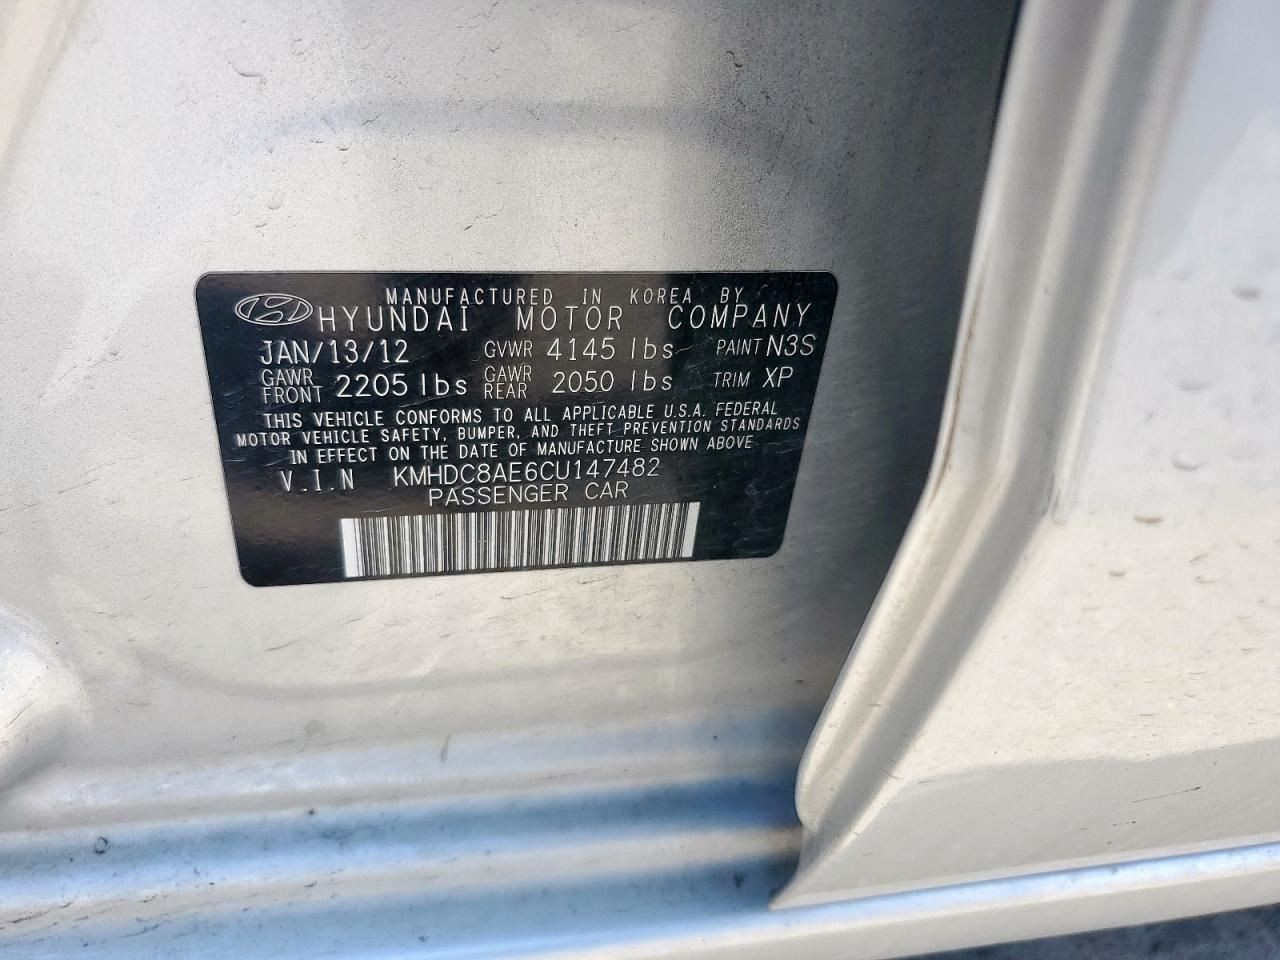 MANUFACTURED IN KOREA BY
HYUNDAI MOTOR COMPANY
JAN/13/12 GVWR 4145 lbs PAINT N3S
GAWR FRONT 2205 lbs GAWR REAR 2050 lbs TRIM XP
THIS VEHICLE CONFORMS TO ALL APPLICABLE U.S.A. FEDERAL
MOTOR VEHICLE SAFETY, BUMPER, AND THEFT PREVENTION STANDARDS
IN EFFECT ON THE DATE OF MANUFACTURE SHOWN ABOVE
V.I.N KMHDC8AE6CU147482
PASSENGER CAR